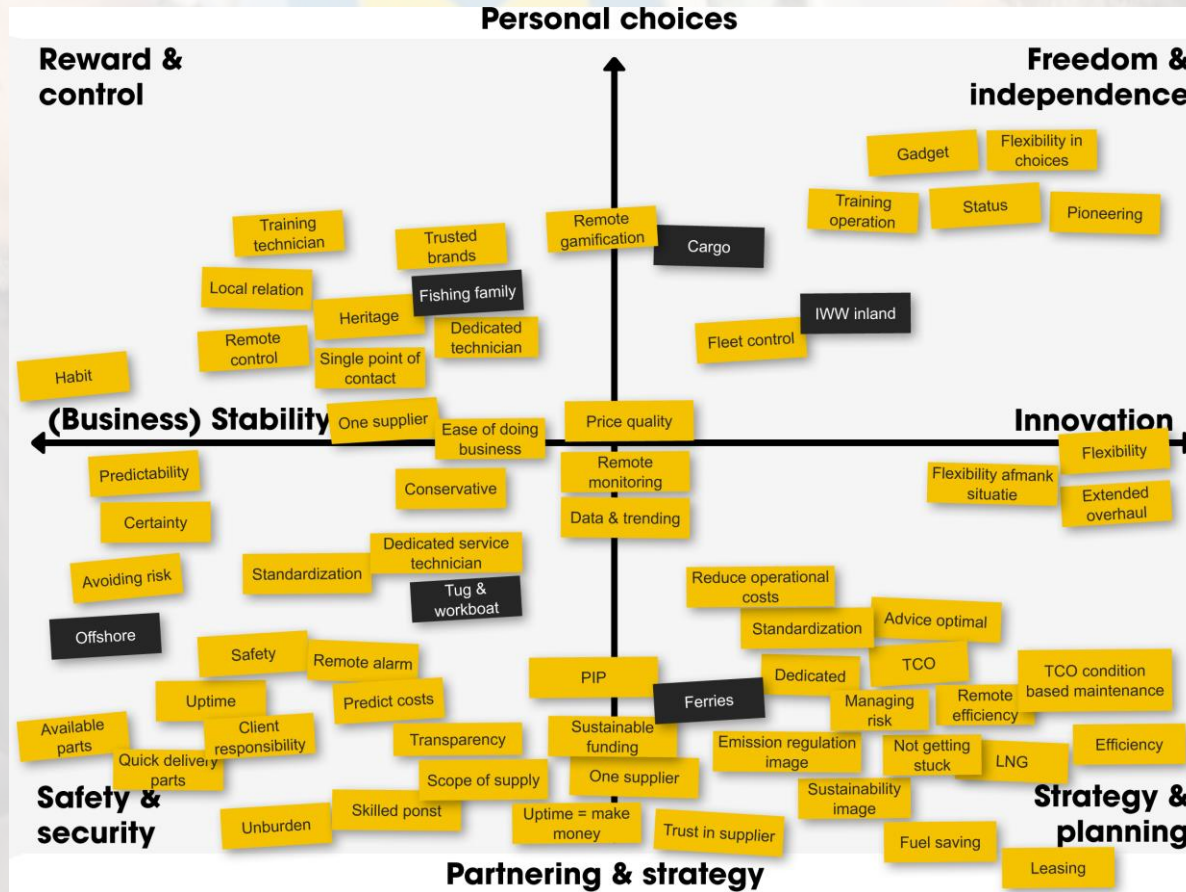 Personal choices
Reward &
control
Freedom &
independence
Gadget
Flexibility in
choices
Training
operation
Status
Pioneering
Training
technician
Trusted
brands
Remote
gamification
Cargo
Local relation
Fishing family
Heritage
IWW inland
Remote
control
Dedicated
technician
Fleet control
Single point of
contact
Habit
(Business) Stability
One supplier
Ease of doing
business
Price quality
Innovation
Flexibility
Predictability
Conservative
Remote
monitoring
Flexibility afmank
situatie
Extended
overhaul
Certainty
Data & trending
Dedicated service
technician
Avoiding risk
Standardization
Tug &
workboat
Reduce operational
costs
Offshore
Standardization
Advice optimal
Safety
Remote alarm
PIP
Dedicated
TCO
TCO condition
based maintenance
Uptime
Predict costs
Ferries
Managing
risk
Remote
efficiency
Available
parts
Client
responsibility
Transparency
Sustainable
funding
Emission regulation
image
Not getting
stuck
LNG
Efficiency
Quick delivery
parts
Scope of supply
One supplier
Sustainability
image
Safety &
security
Strategy &
planning
Unburden
Skilled ponst
Uptime = make
money
Trust in supplier
Fuel saving
Leasing
Partnering & strategy